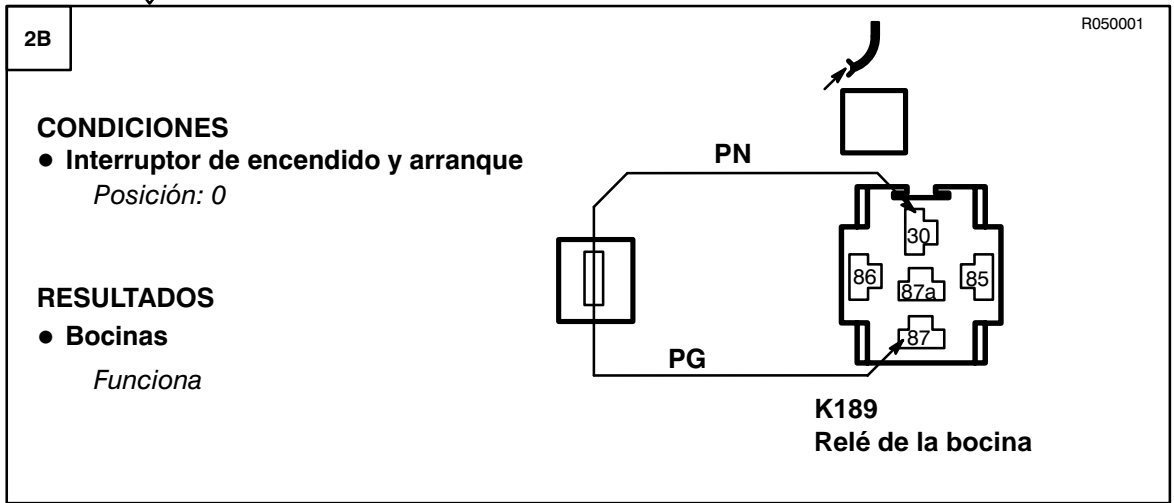 2B
R050001
CONDICIONES
● Interruptor de encendido y arranque
Posición: 0
RESULTADOS
● Bocinas
Funciona
PN
30
86
87a
85
87
PG
K189
Relé de la bocina